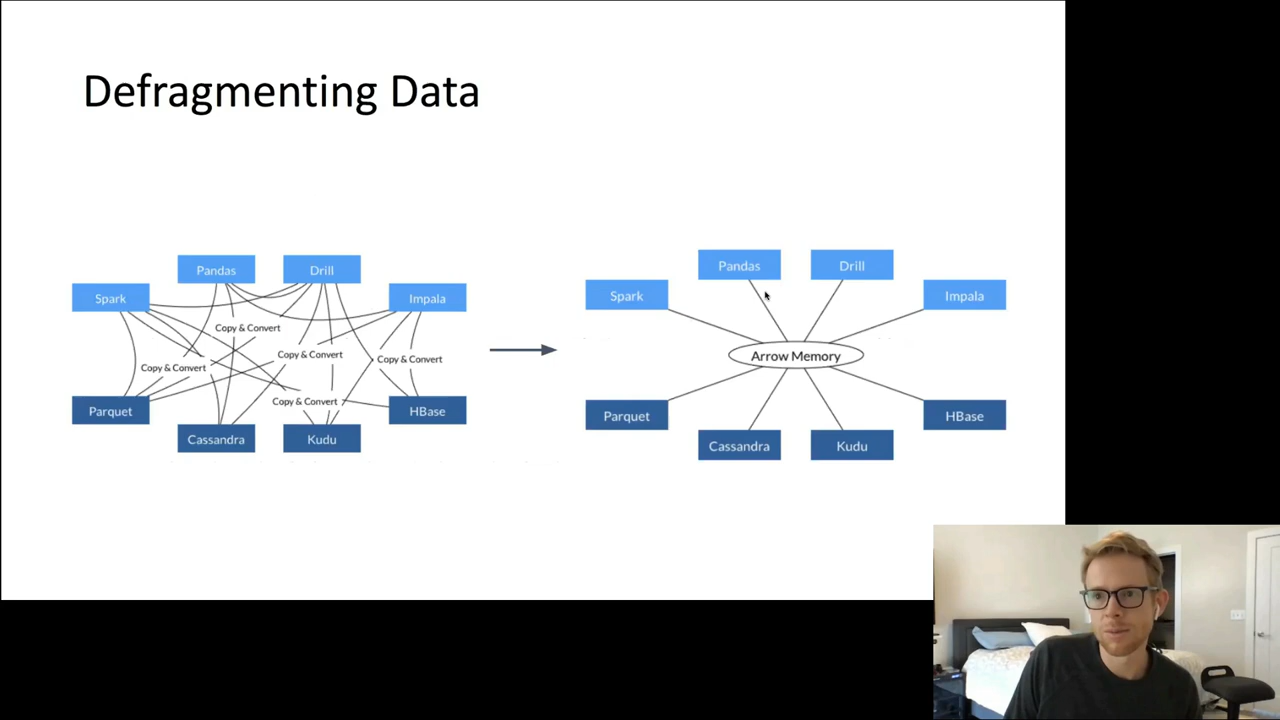 Defragmenting Data
Pandas
Drill
Spark
Impala
Copy & Convert
Copy & Convert
Copy & Convert
Copy & Convert
Copy & Convert
Parquet
HBase
Cassandra
Kudu
Pandas
Drill
Spark
Impala
Arrow Memory
Parquet
HBase
Cassandra
Kudu